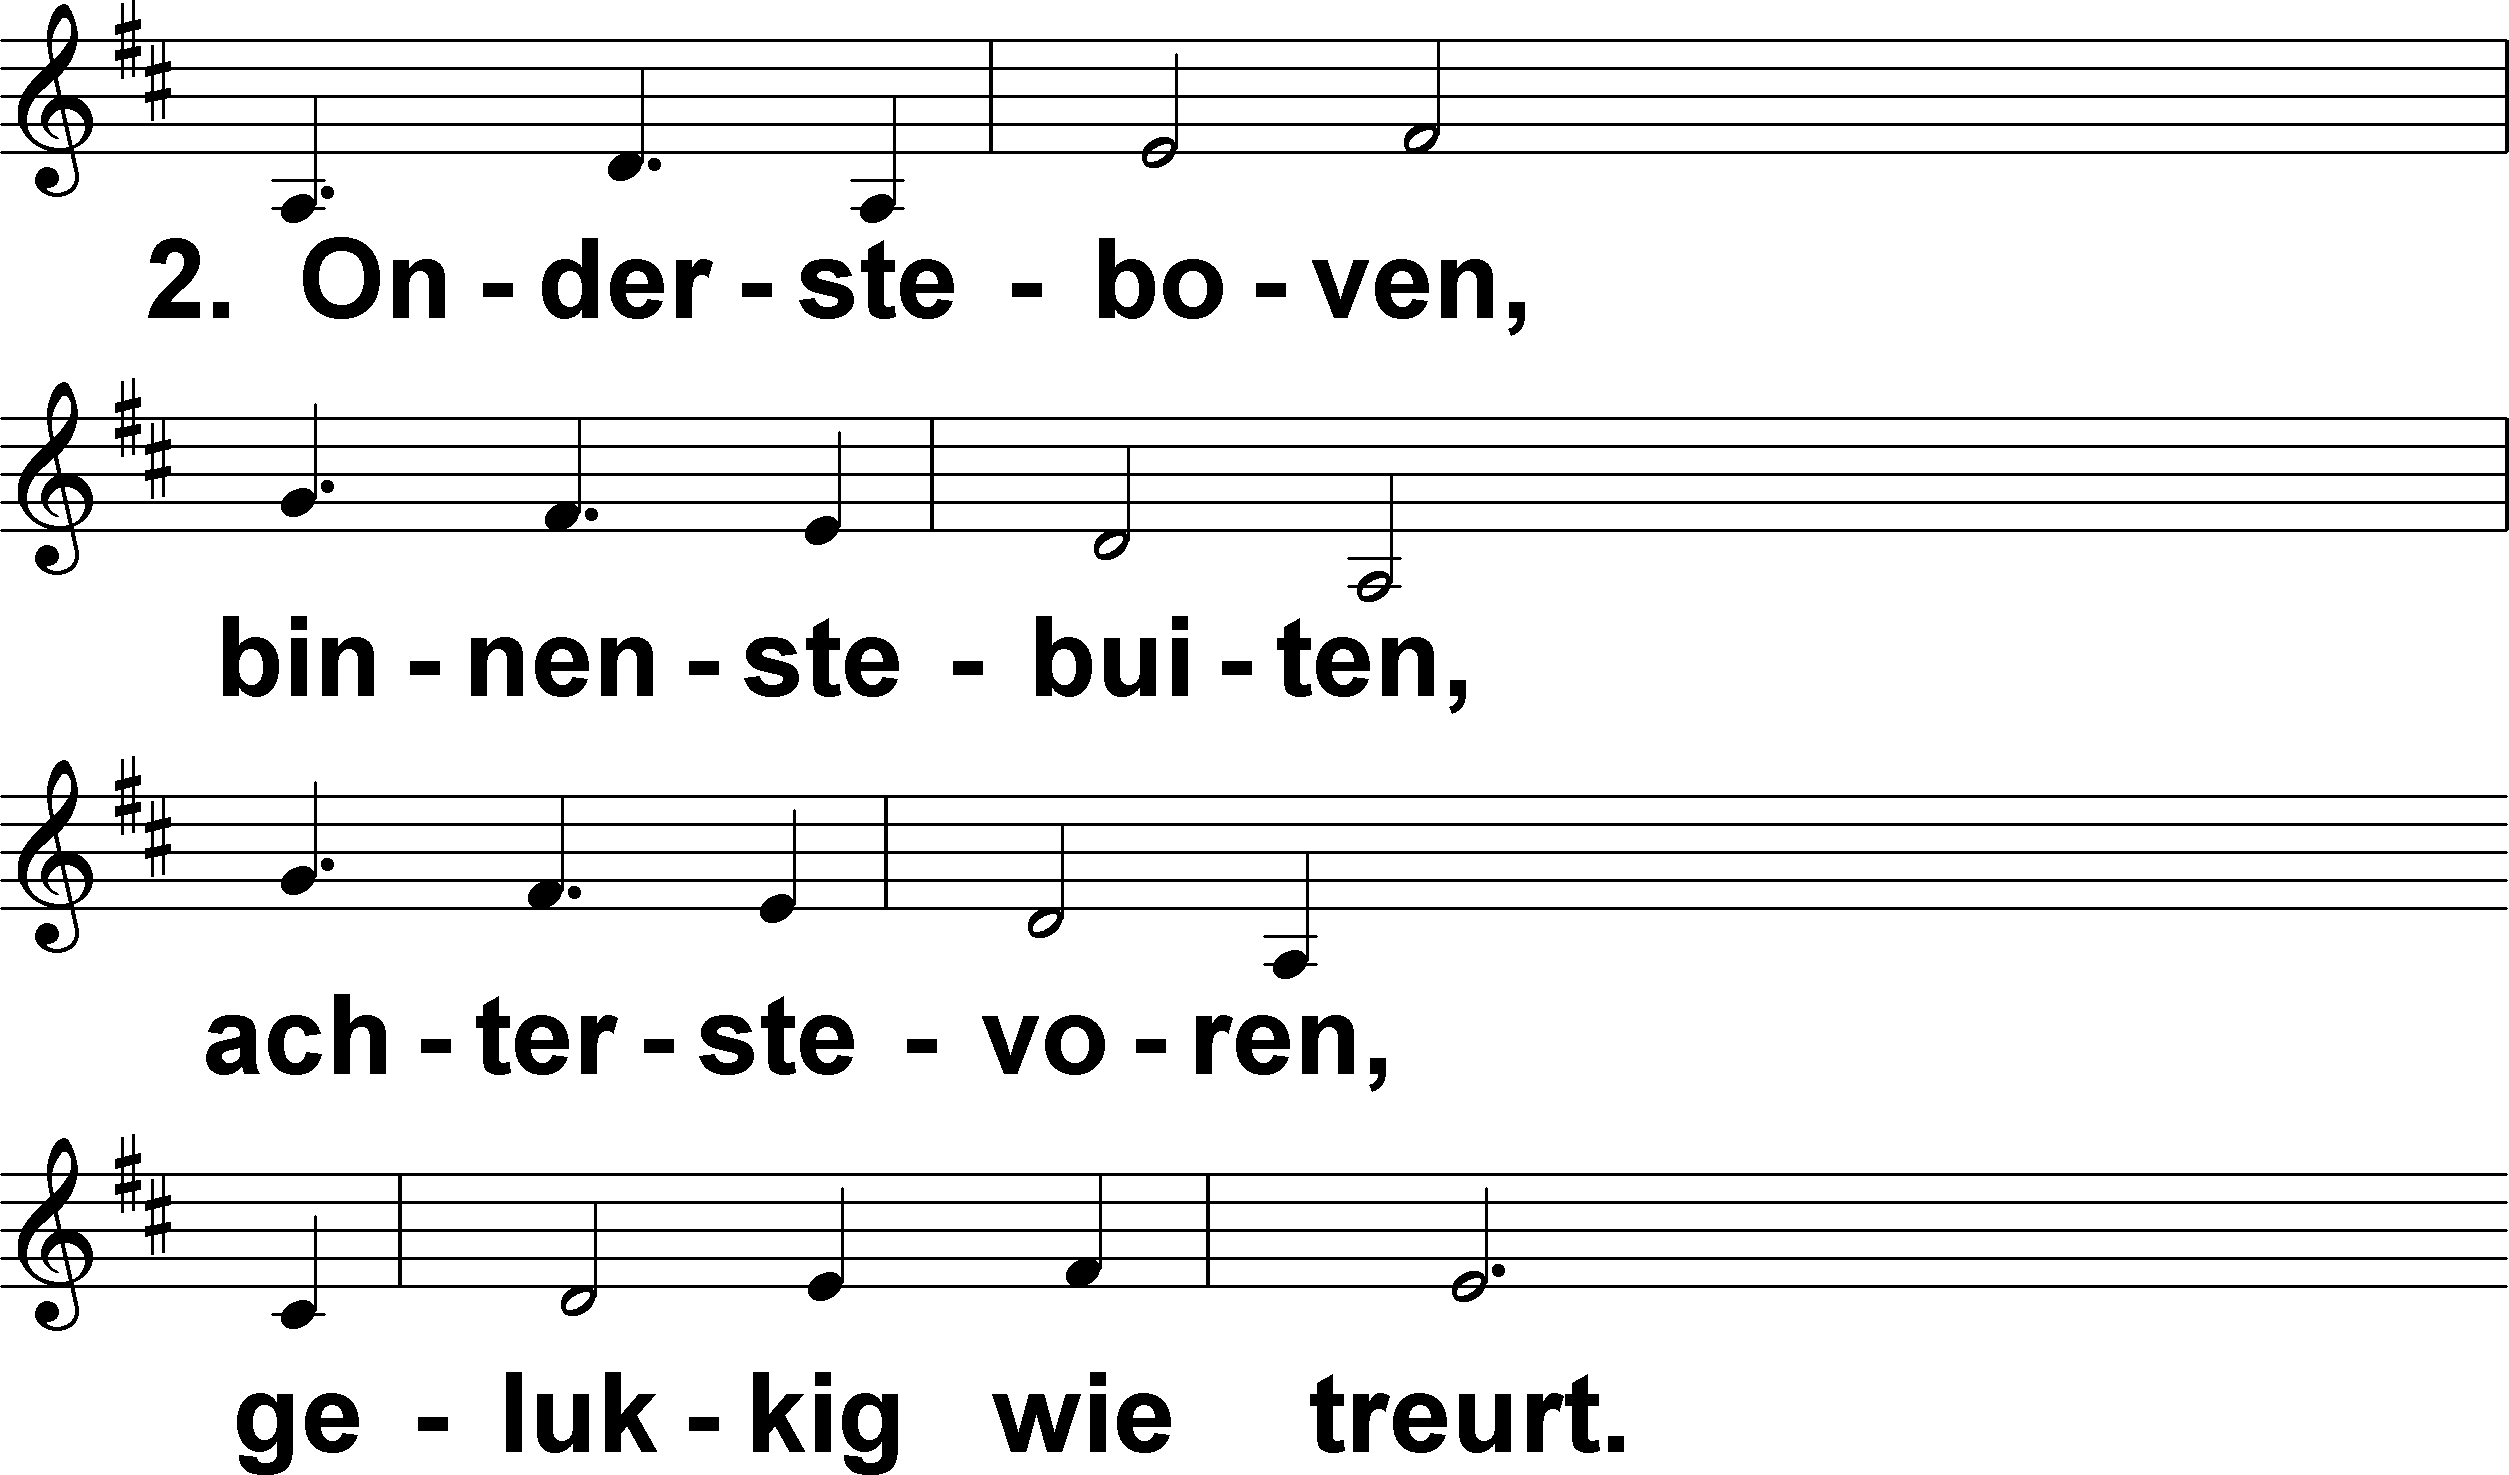 2. On - der - ste - bo - ven,
bin - nen - ste - bui - ten,
ach - ter - ste - vo - ren,
ge - luk - kig wie treurt.